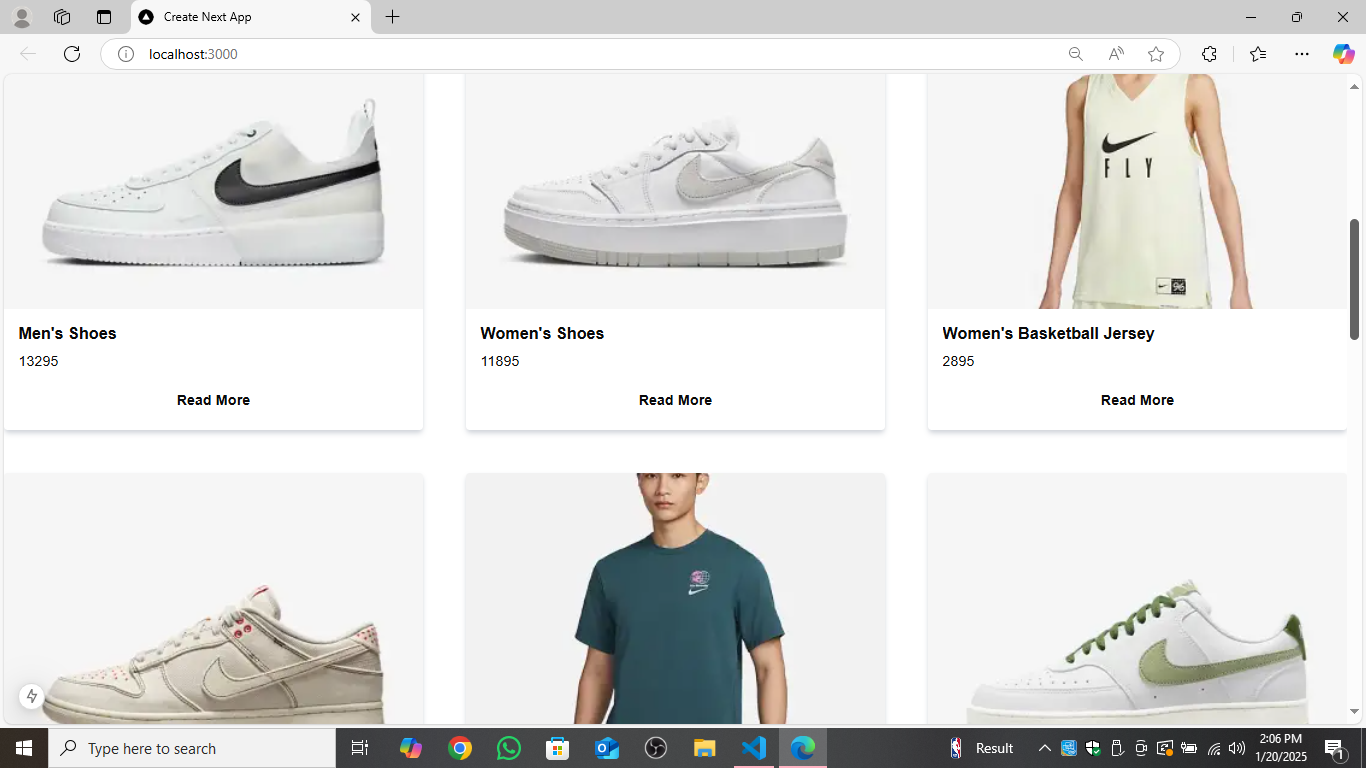 Create Next App
localhost:3000
FLY
Men's Shoes
13295
Read More
Women's Shoes
11895
Read More
Women's Basketball Jersey
2895
Read More
Type here to search
Result
2:06 PM
1/20/2025
1